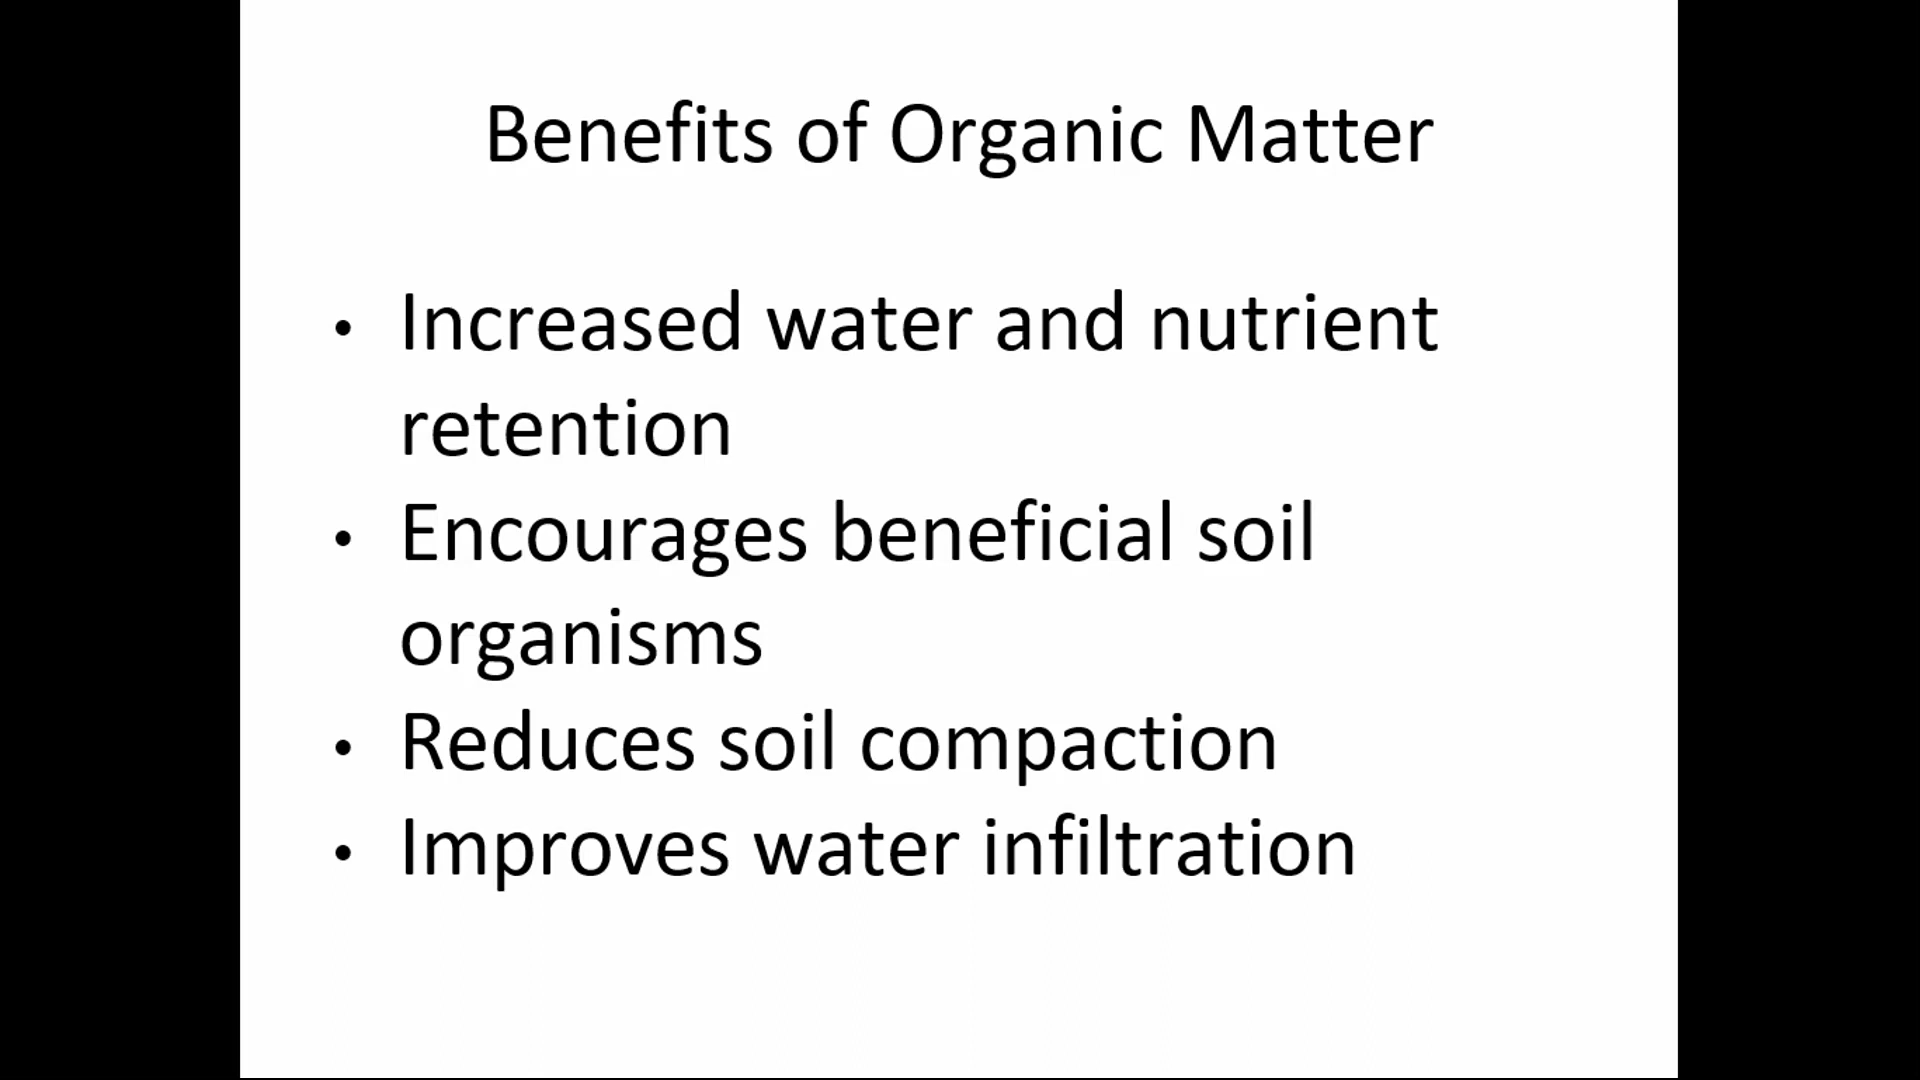 Benefits of Organic Matter
• Increased water and nutrient
retention
• Encourages beneficial soil
organisms
• Reduces soil compaction
• Improves water infiltration